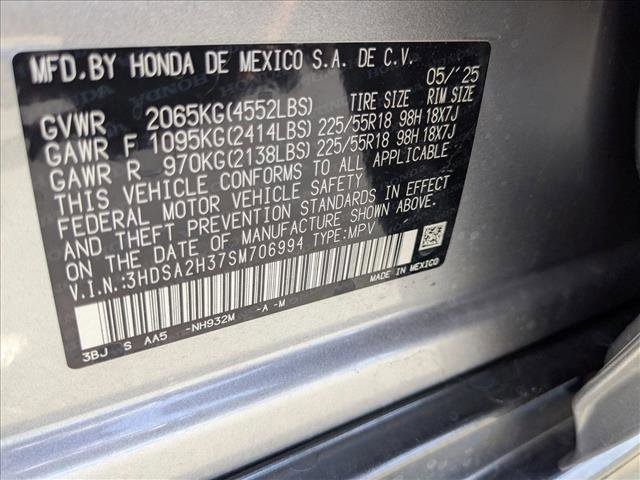 MFD.BY HONDA DE MEXICO S.A. DE C.V.
05/'25
GVWR 2065KG(4552LBS) TIRE SIZE RIM SIZE
GAWR F 1095KG(2414LBS) 225/55R18 98H 18X7J
GAWR R 970KG(2138LBS) 225/55R18 98H 18X7J
THIS VEHICLE CONFORMS TO ALL APPLICABLE
FEDERAL MOTOR VEHICLE SAFETY
AND THEFT PREVENTION STANDARDS IN EFFECT
ON THE DATE OF MANUFACTURE SHOWN ABOVE.
V.I.N.:3HDSA2H37SM706994 TYPE:MPV
MADE IN MEXICO
3BJ S AA5 -NH932M -A -M